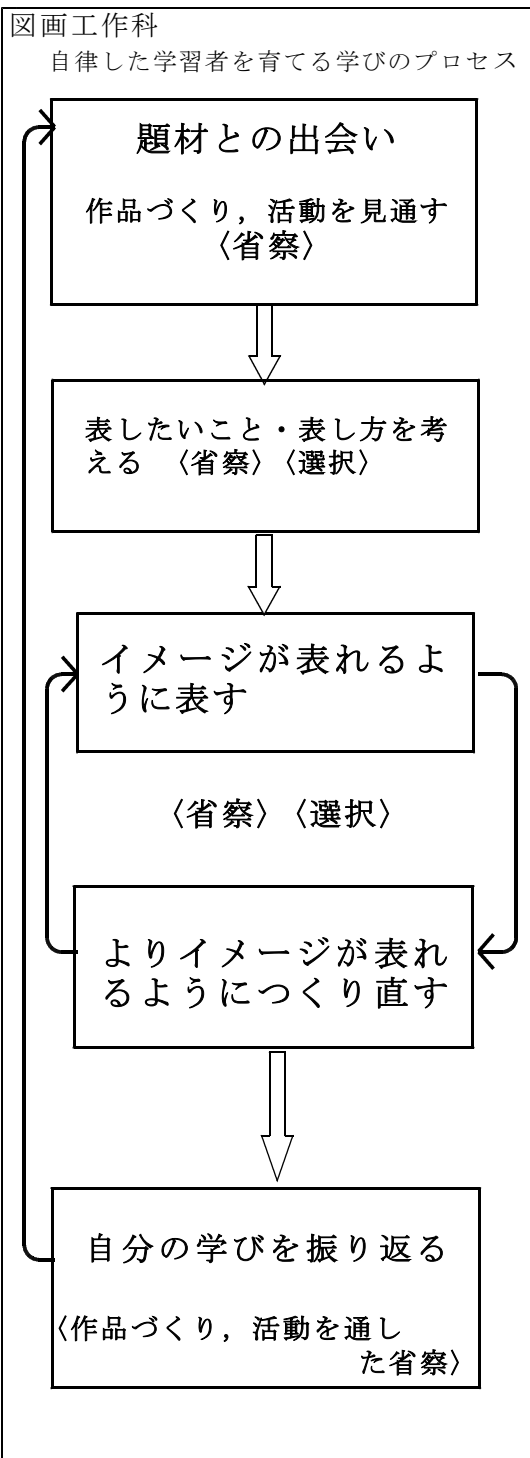 図画工作科
自律した学習者を育てる学びのプロセス
題材との出会い
作品づくり，活動を見通す
〈省察〉
表したいこと・表し方を考
える　〈省察〉〈選択〉
イメージが表れるよ
うに表す
〈省察〉〈選択〉
よりイメージが表れ
るようにつくり直す
自分の学びを振り返る
〈作品づくり，活動を通し
た省察〉